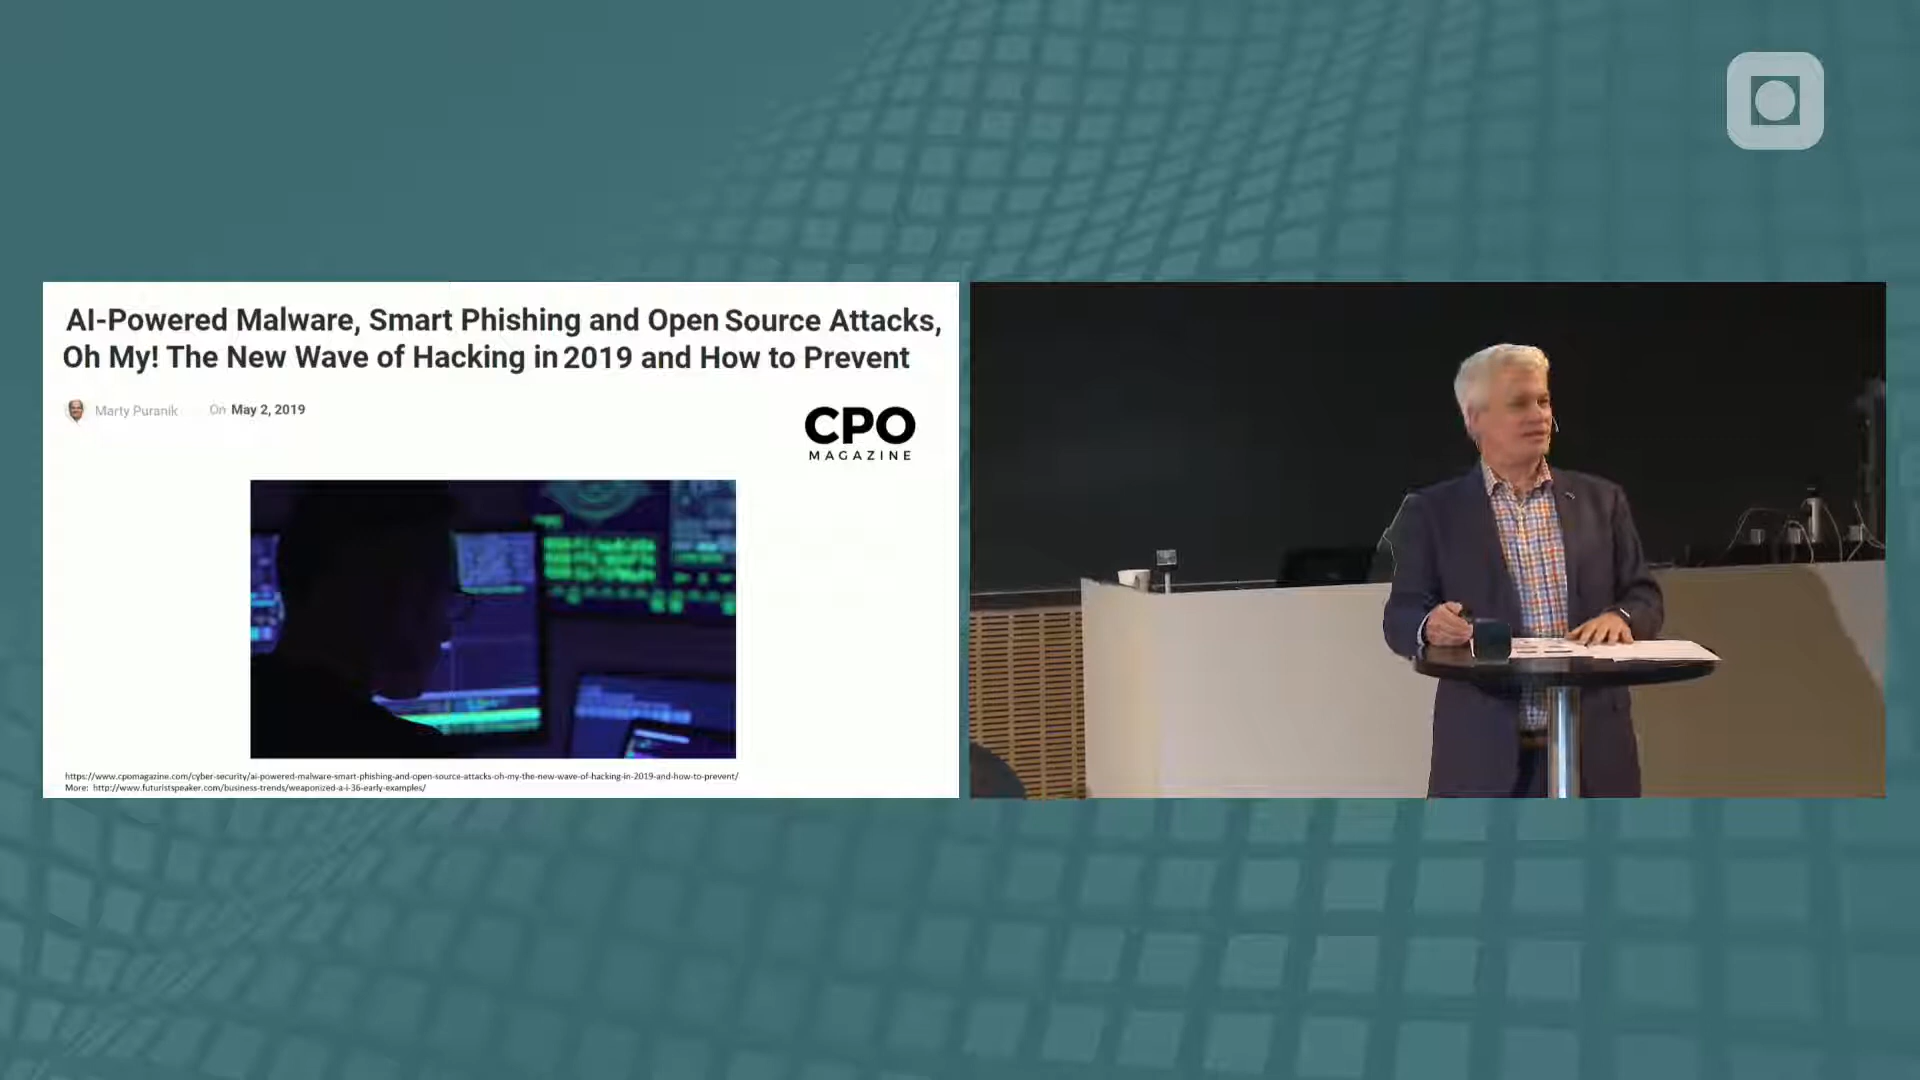 AI-Powered Malware, Smart Phishing and Open Source Attacks,
Oh My! The New Wave of Hacking in 2019 and How to Prevent
Marty Puranik On May 2, 2019
CPO
MAGAZINE
https://www.cpomagazine.com/cyber-security/ai-powered-malware-smart-phishing-and-open-source-attacks-oh-my-the-new-wave-of-hacking-in-2019-and-how-to-prevent/
More: http://www.futuristspeaker.com/business-trends/weaponized-a-i-36-early-examples/